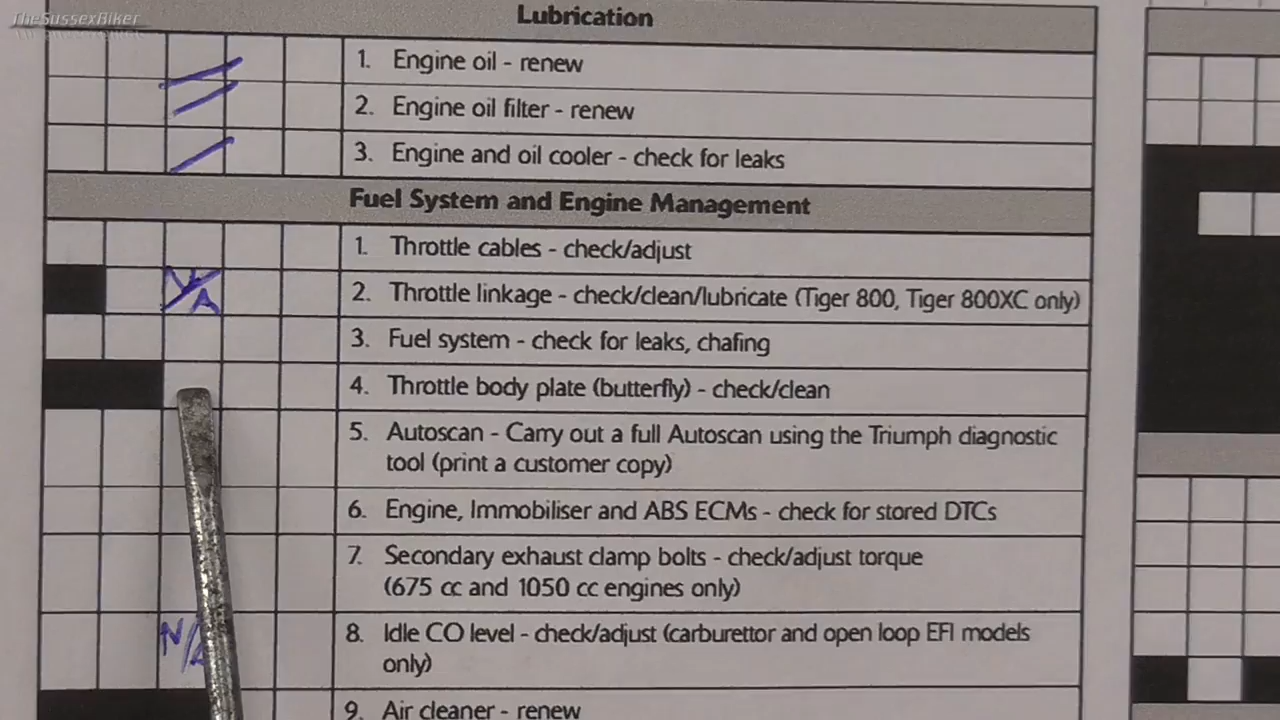 TheSussexBiker
Lubrication
1. Engine oil - renew
2. Engine oil filter - renew
3. Engine and oil cooler - check for leaks
Fuel System and Engine Management
1. Throttle cables - check/adjust
N/A
2. Throttle linkage - check/clean/lubricate (Tiger 800, Tiger 800XC only)
3. Fuel system - check for leaks, chafing
4. Throttle body plate (butterfly) - check/clean
5. Autoscan - Carry out a full Autoscan using the Triumph diagnostic
tool (print a customer copy)
6. Engine, Immobiliser and ABS ECMs - check for stored DTCs
7. Secondary exhaust clamp bolts - check/adjust torque
(675 cc and 1050 cc engines only)
N/A
8. Idle CO level - check/adjust (carburettor and open loop EFI models
only)
9. Air cleaner - renew